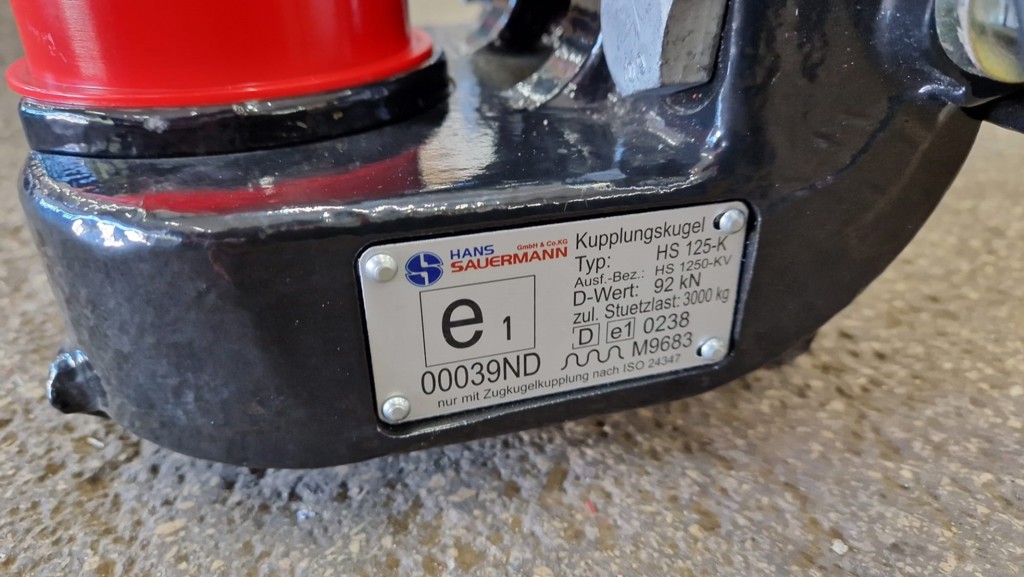 HANS
SAUERMANN GmbH & Co.KG
e 1
00039ND
Kupplungskugel
Typ: HS 125-K
Ausf.-Bez.: HS 1250-KV
D-Wert: 92 kN
zul. Stuetzlast: 3000 kg
D e1 0238
M9683
nur mit Zugkugelkupplung nach ISO 24347